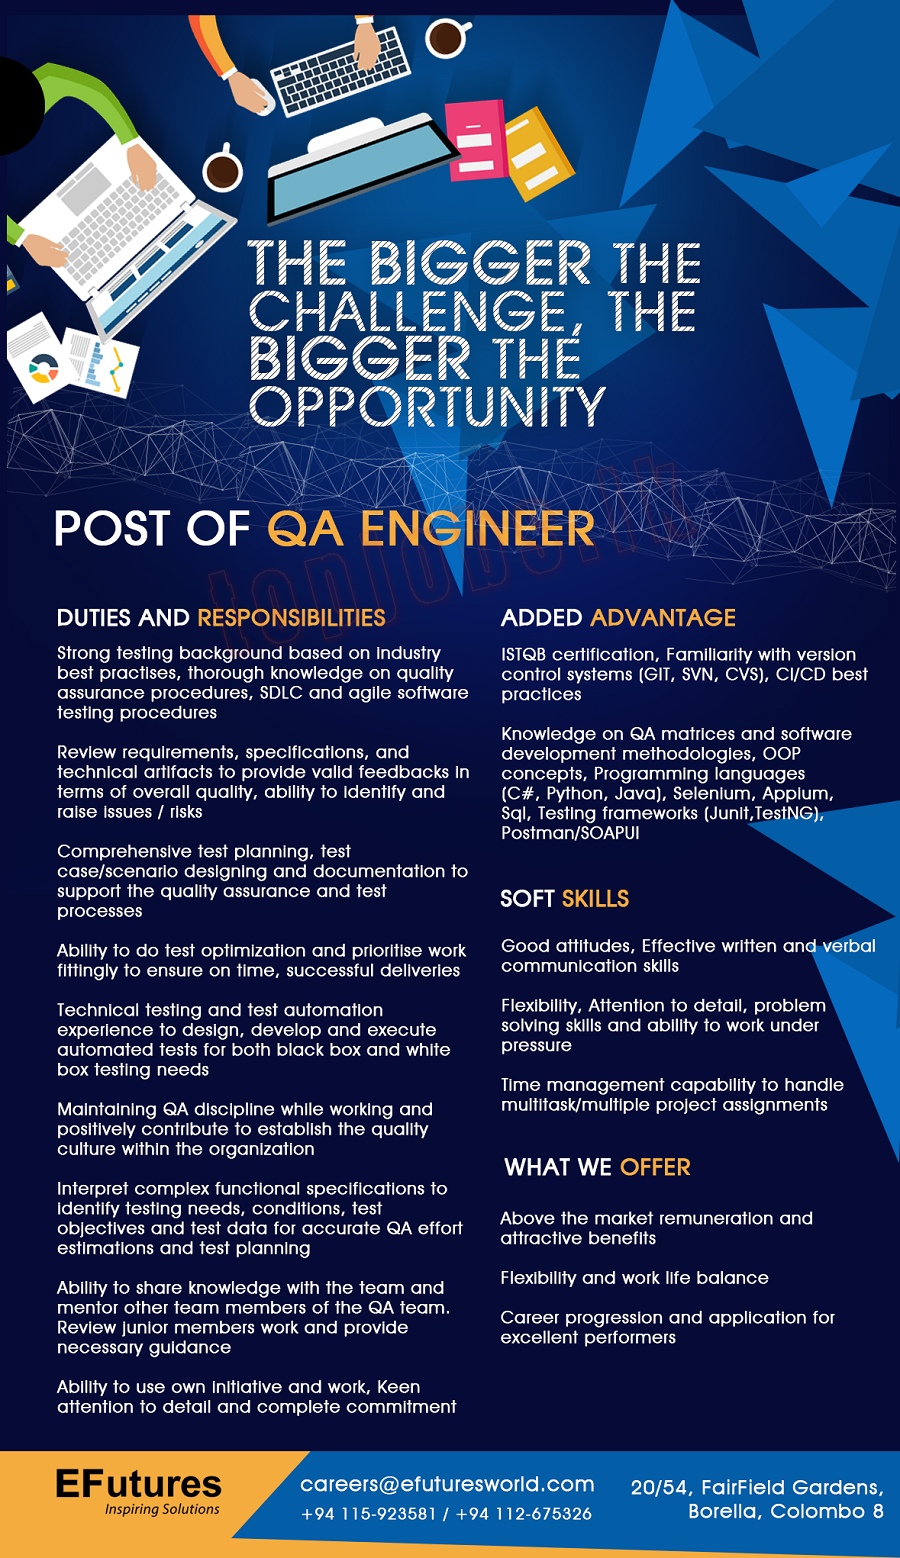 THE BIGGER THE
CHALLENGE, THE
BIGGER THE
OPPORTUNITY
topjobs.lk
POST OF QA ENGINEER
DUTIES AND RESPONSIBILITIES
Strong testing background based on industry
best practises, thorough knowledge on quality
assurance procedures, SDLC and agile software
testing procedures
Review requirements, specifications, and
technical artifacts to provide valid feedbacks in
terms of overall quality, ability to identify and
raise issues / risks
Comprehensive test planning, test
case/scenario designing and documentation to
support the quality assurance and test
processes
Ability to do test optimization and prioritise work
fittingly to ensure on time, successful deliveries
Technical testing and test automation
experience to design, develop and execute
automated tests for both black box and white
box testing needs
Maintaining QA discipline while working and
positively contribute to establish the quality
culture within the organization
Interpret complex functional specifications to
identify testing needs, conditions, test
objectives and test data for accurate QA effort
estimations and test planning
Ability to share knowledge with the team and
mentor other team members of the QA team.
Review junior members work and provide
necessary guidance
Ability to use own initiative and work, Keen
attention to detail and complete commitment
ADDED ADVANTAGE
ISTQB certification, Familiarity with version
control systems (GIT, SVN, CVS), CI/CD best
practices
Knowledge on QA matrices and software
development methodologies, OOP
concepts, Programming languages
(C#, Python, Java), Selenium, Appium,
Sql, Testing frameworks (Junit,TestNG),
Postman/SOAPUI
SOFT SKILLS
Good attitudes, Effective written and verbal
communication skills
Flexibility, Attention to detail, problem
solving skills and ability to work under
pressure
Time management capability to handle
multitask/multiple project assignments
WHAT WE OFFER
Above the market remuneration and
attractive benefits
Flexibility and work life balance
Career progression and application for
excellent performers
EFutures
Inspiring Solutions
careers@efuturesworld.com
+94 115-923581 / +94 112-675326
20/54, FairField Gardens,
Borella, Colombo 8